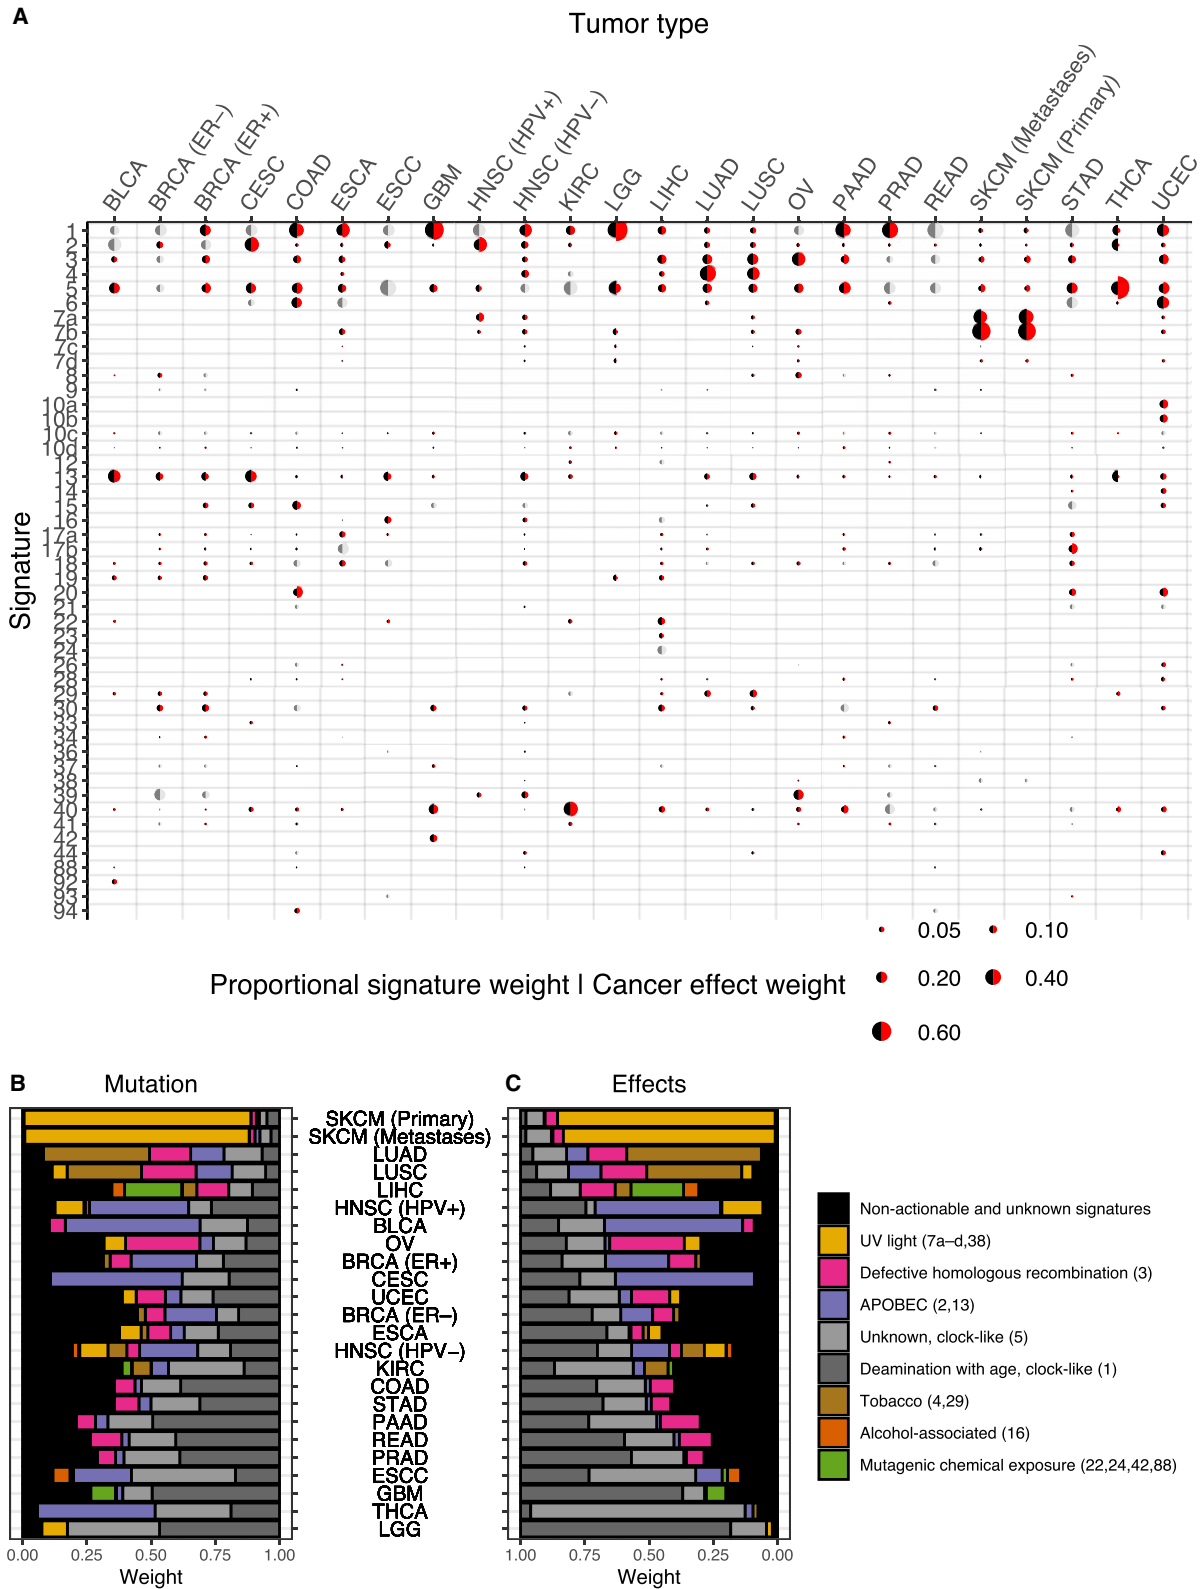 A
Tumor type
BLCA
BRCA (ER−)
BRCA (ER+)
CESC
COAD
ESCA
ESCC
GBM
HNSC (HPV+)
HNSC (HPV−)
KIRC
LGG
LIHC
LUAD
LUSC
OV
PAAD
PRAD
READ
SKCM (Metastases)
SKCM (Primary)
STAD
THCA
UCEC
Signature
1
2
3
4
5
6
7a
7b
7c
7d
8
9
10a
10b
10c
10d
12
13
14
15
16
17a
17b
18
19
20
21
22
23
24
26
28
29
30
33
34
36
37
38
39
40
41
42
44
88
92
93
94
Proportional signature weight | Cancer effect weight
0.05
0.10
0.20
0.40
0.60
B
Mutation
C
Effects
SKCM (Primary)
SKCM (Metastases)
LUAD
LUSC
LIHC
HNSC (HPV+)
BLCA
OV
BRCA (ER+)
CESC
UCEC
BRCA (ER−)
ESCA
HNSC (HPV−)
KIRC
COAD
STAD
PAAD
READ
PRAD
ESCC
GBM
THCA
LGG
0.00 0.25 0.50 0.75 1.00
Weight
1.00 0.75 0.50 0.25 0.00
Weight
Non-actionable and unknown signatures
UV light (7a–d,38)
Defective homologous recombination (3)
APOBEC (2,13)
Unknown, clock-like (5)
Deamination with age, clock-like (1)
Tobacco (4,29)
Alcohol-associated (16)
Mutagenic chemical exposure (22,24,42,88)